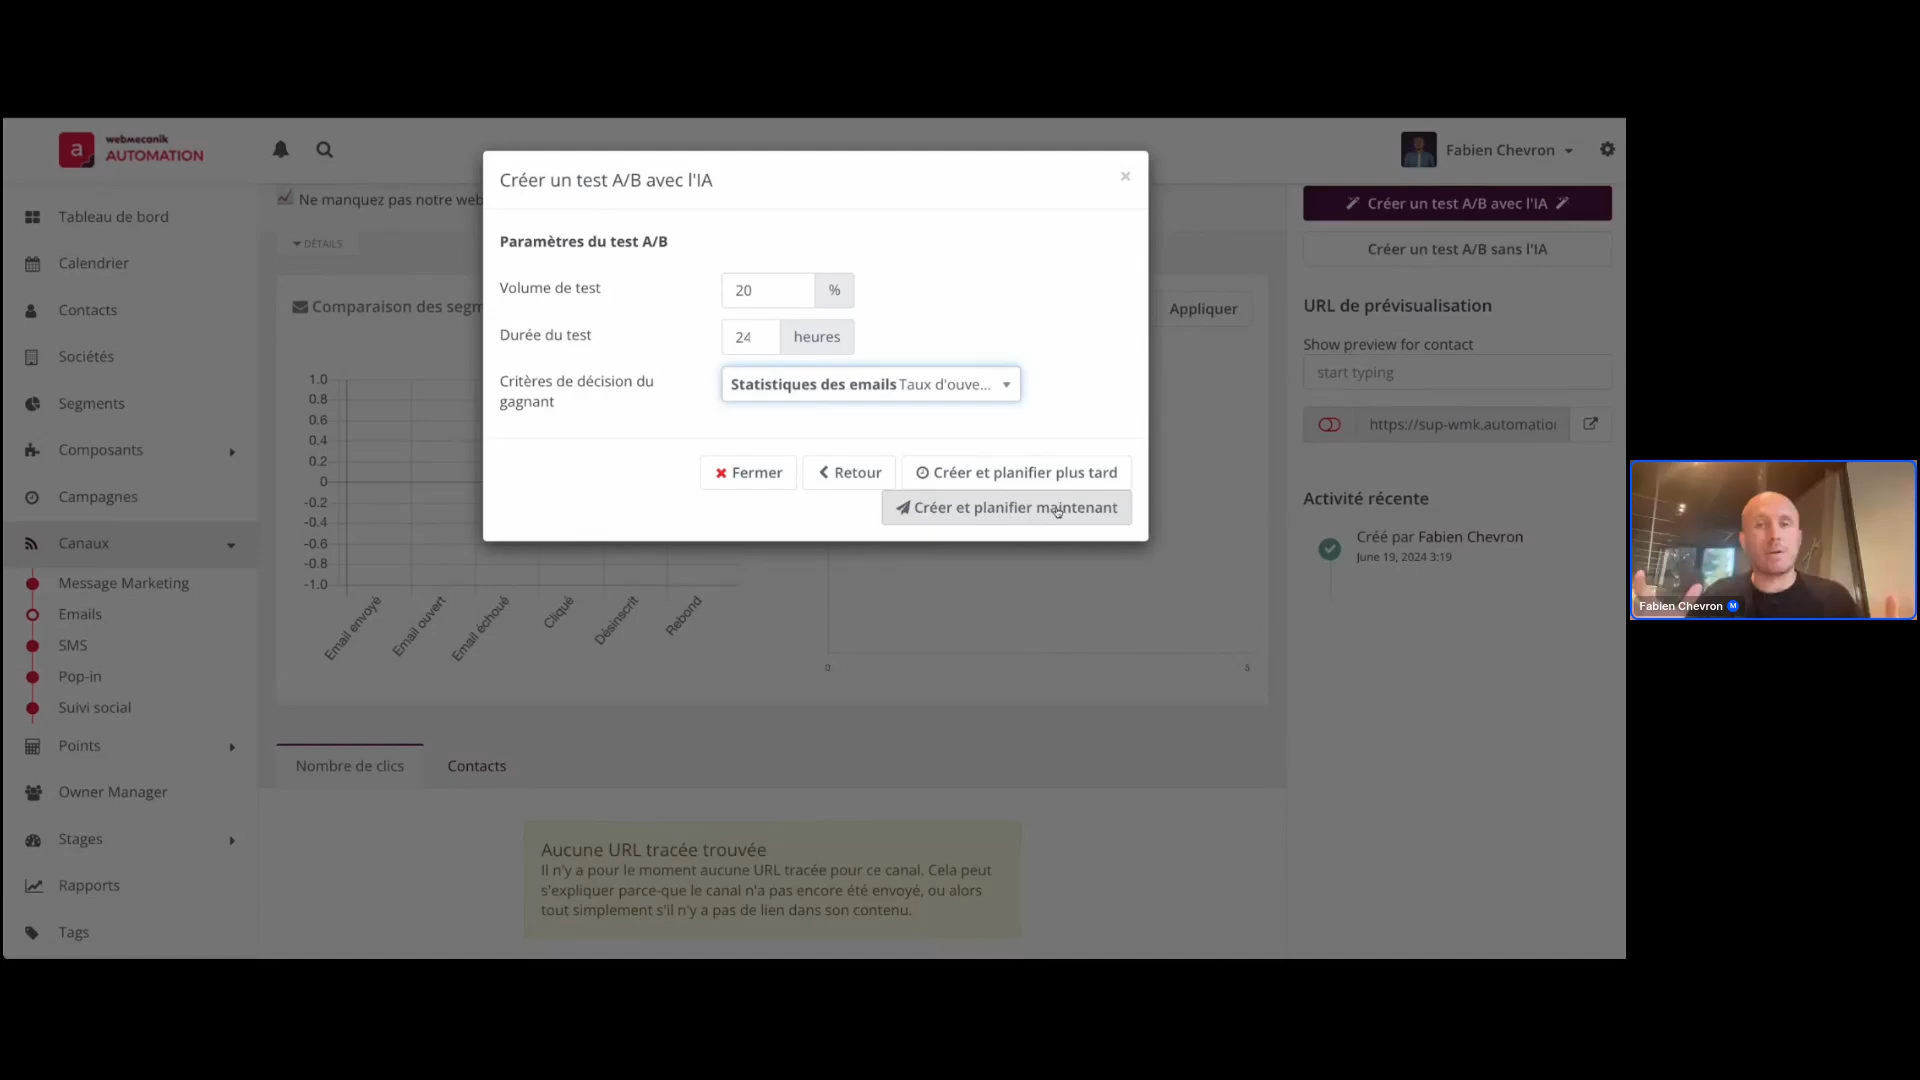 a
webmecanik
AUTOMATION
Fabien Chevron
Tableau de bord
Calendrier
Contacts
Sociétés
Segments
Composants
Campagnes
Canaux
Message Marketing
Emails
SMS
Pop-in
Suivi social
Points
Owner Manager
Stages
Rapports
Tags
Ne manquez pas notre web
DÉTAILS
Comparaison des segm
Appliquer
1.0
0.8
0.6
0.4
0.2
0
-0.2
-0.4
-0.6
-0.8
-1.0
Email envoyé
Email ouvert
Email échoué
Cliqué
Désinscrit
Rebond
0
5
Créer un test A/B avec l'IA
×
Paramètres du test A/B
Volume de test
20
%
Durée du test
24
heures
Critères de décision du
gagnant
Statistiques des emails Taux d'ouve...
Fermer
Retour
Créer et planifier plus tard
Créer et planifier maintenant
Nombre de clics
Contacts
Aucune URL tracée trouvée
Il n'y a pour le moment aucune URL tracée pour ce canal. Cela peut
s'expliquer parce-que le canal n'a pas encore été envoyé, ou alors
tout simplement s'il n'y a pas de lien dans son contenu.
Créer un test A/B avec l'IA
Créer un test A/B sans l'IA
URL de prévisualisation
Show preview for contact
start typing
https://sup-wmk.automatio
Activité récente
Créé par Fabien Chevron
June 19, 2024 3:19
Fabien Chevron
M